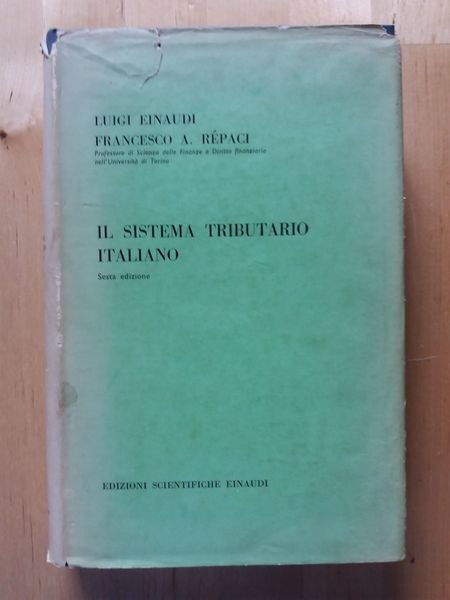 LUIGI EINAUDI
FRANCESCO A. RÉPACI
Professore di Scienza delle Finanze e Diritto finanziario
nell'Università di Torino
IL SISTEMA TRIBUTARIO
ITALIANO
Sesta edizione
EDIZIONI SCIENTIFICHE EINAUDI